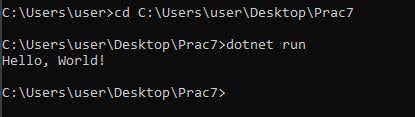 C:\Users\user>cd C:\Users\user\Desktop\Prac7
C:\Users\user\Desktop\Prac7>dotnet run
Hello, World!
C:\Users\user\Desktop\Prac7>